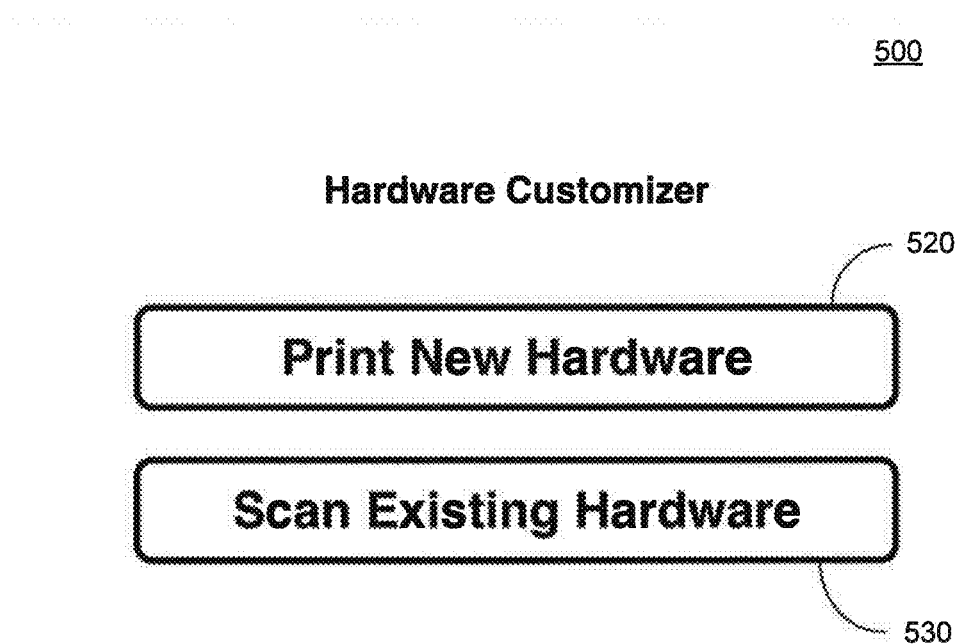 500
Hardware Customizer
520
Print New Hardware
Scan Existing Hardware
530